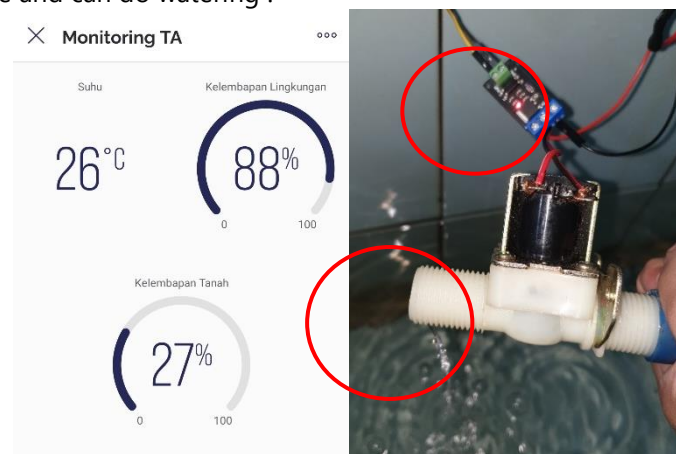 and can do watering .
Monitoring TA
Suhu
Kelembapan Lingkungan
26°C
88%
0
100
Kelembapan Tanah
27%
0
100